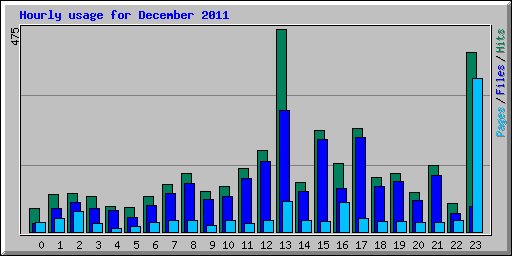 Hourly usage for December 2011
475
Pages/Files/Hits
0 1 2 3 4 5 6 7 8 9 10 11 12 13 14 15 16 17 18 19 20 21 22 23